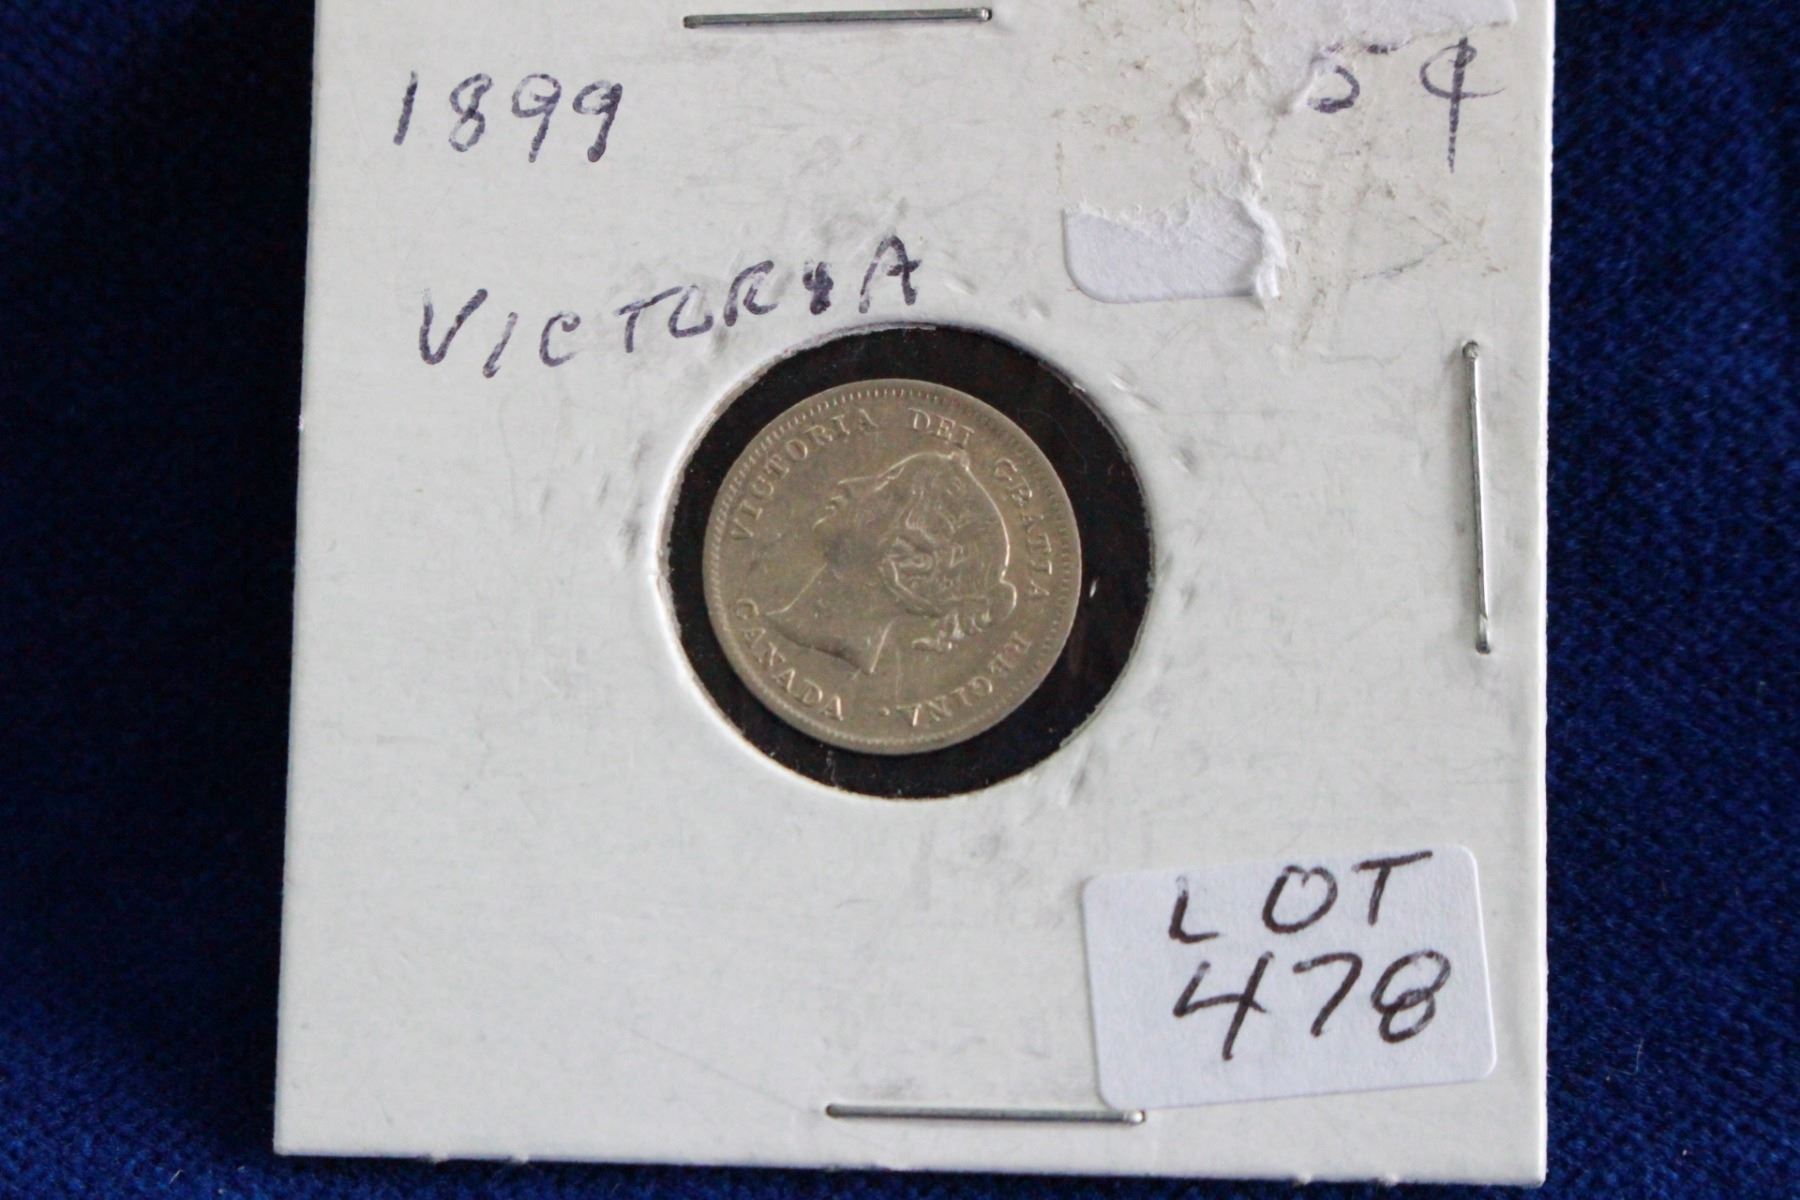 1899
5¢
VICTORIA
VICTORIA DEI GRATIA REGINA.
CANADA
LOT
478